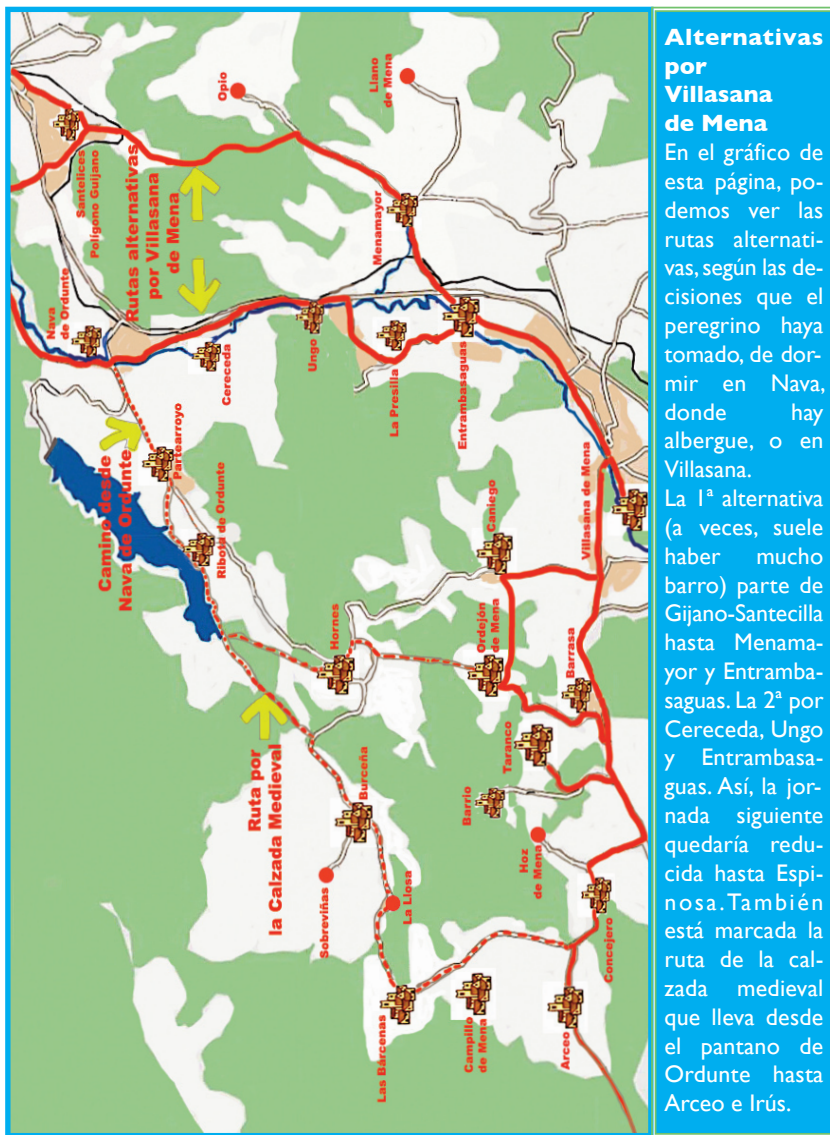 Alternativas
por
Villasana
de Mena
En el gráfico de
esta página, po-
demos ver las
rutas alternati-
vas, según las de-
cisiones que el
peregrino haya
tomado, de dor-
mir en Nava,
donde hay
albergue, o en
Villasana.
La 1ª alternativa
(a veces, suele
haber mucho
barro) parte de
Gijano-Santecilla
hasta Menama-
yor y Entramba-
saguas. La 2ª por
Cereceda, Ungo
y Entrambasa-
guas. Así, la jor-
nada siguiente
quedaría redu-
cida hasta Espi-
nosa. También
está marcada la
ruta de la cal-
zada medieval
que lleva desde
el pantano de
Ordunte hasta
Arceo e Irús.
Camino desde
Nava de Ordunte
Nava
de Ordunte
Santelices
Polígono Guijano
Rutas alternativas
por Villasana
de Mena
Opio
Llano
de Mena
Partearroyo
Cereceda
Ribota de Ordunte
Ungo
La Presilla
Menamayor
Entrambasaguas
Ruta por
la Calzada Medieval
Hornes
Caniego
Ordejón
de Mena
Villasana de Mena
Barrasa
Taranco
Burceña
Barrio
Sobreviñas
La Llosa
Hoz
de Mena
Concejero
Las Bárcenas
Campillo
de Mena
Arceo